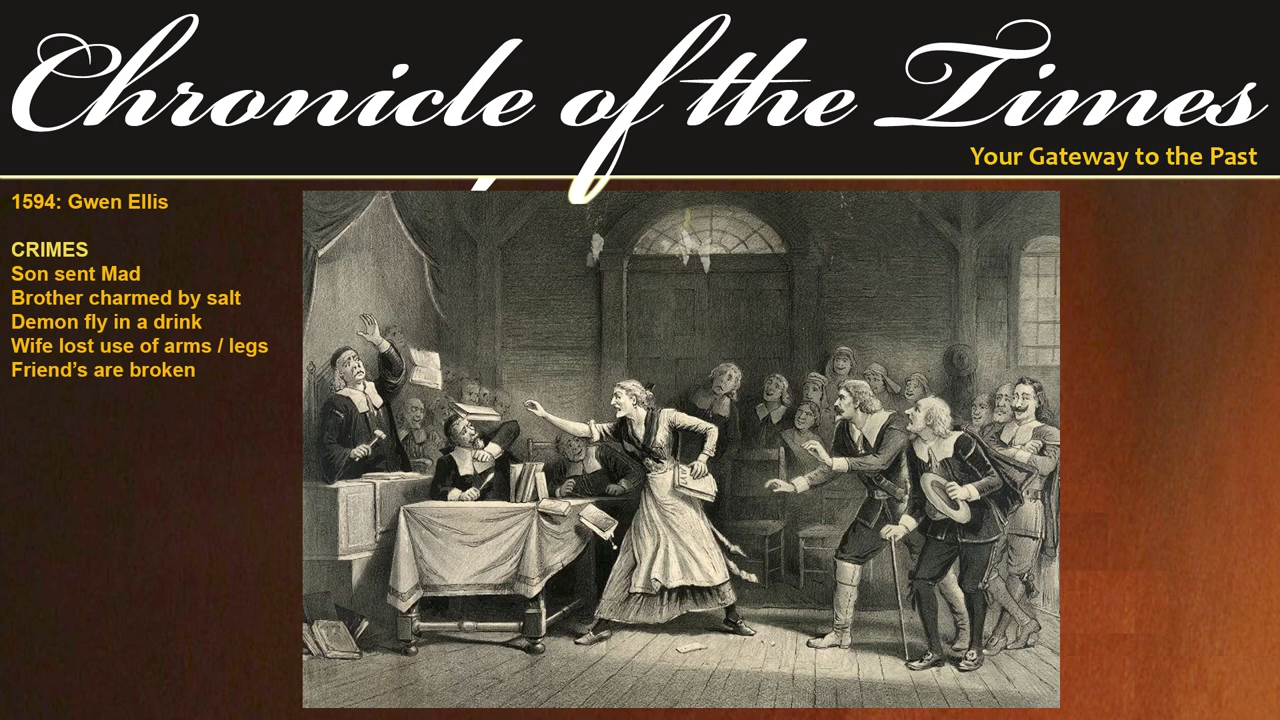 Chronicle of the Times
Your Gateway to the Past
1594: Gwen Ellis
CRIMES
Son sent Mad
Brother charmed by salt
Demon fly in a drink
Wife lost use of arms / legs
Friend’s are broken